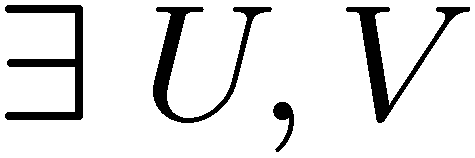 ∃ U, V